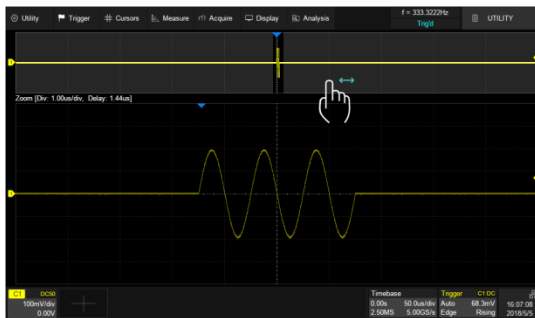 Utility Trigger Cursors Measure Acquire Display Analysis f = 333.3222Hz Trig'd UTILITY
Zoom [Div: 1.00us/div, Delay: 1.44us]
C1 DC50 Timebase Trigger C1 DC
100mV/div 0.00s 50.0us/div Auto 68.3mV 16:07:08
0.00V 2.50MS 5.00GS/s Edge Rising 2018/5/5